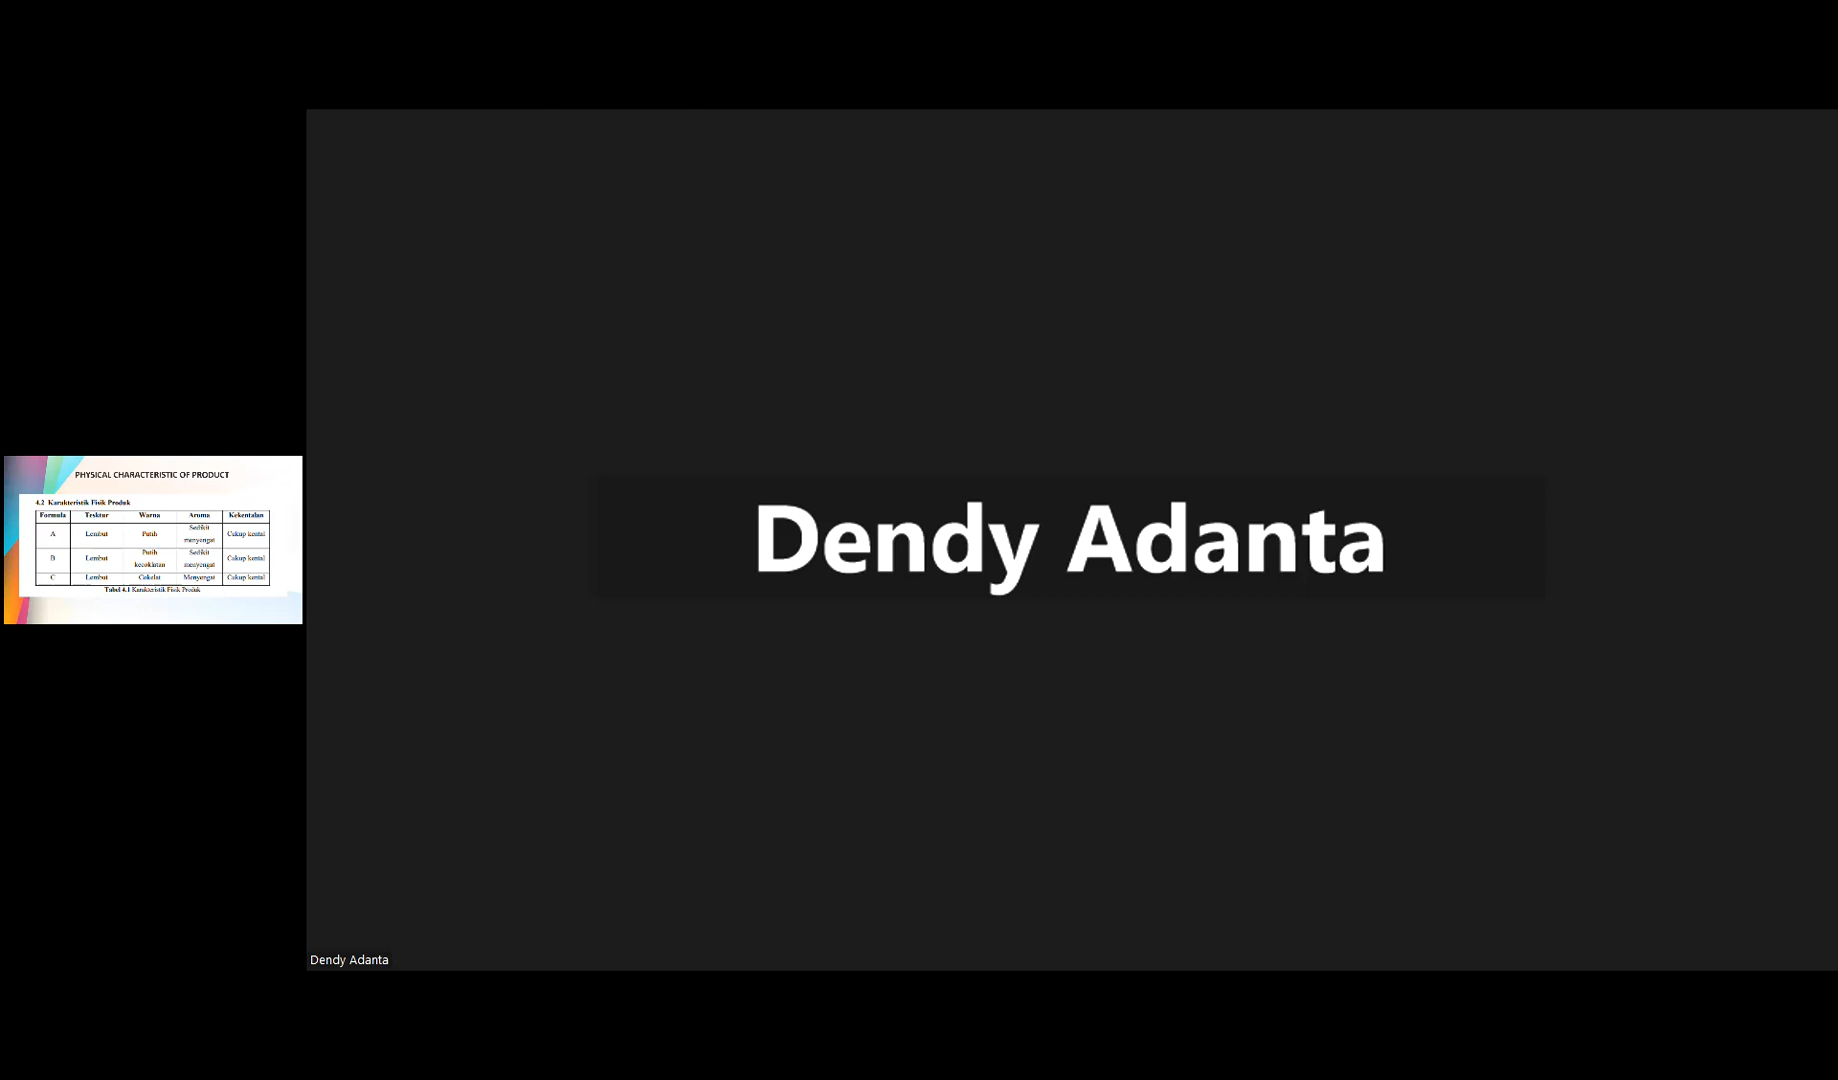 PHYSICAL CHARACTERISTIC OF PRODUCT
4.2 Karakteristik Fisik Produk
Formula Tesktur Warna Aroma Kekentalan
A Lembut Putih Sedikit menyengat Cukup kental
B Lembut Putih kecoklatan Sedikit menyengat Cukup kental
C Lembut Cokelat Menyengat Cukup kental
Tabel 4.1 Karakteristik Fisik Produk
Dendy Adanta
Dendy Adanta